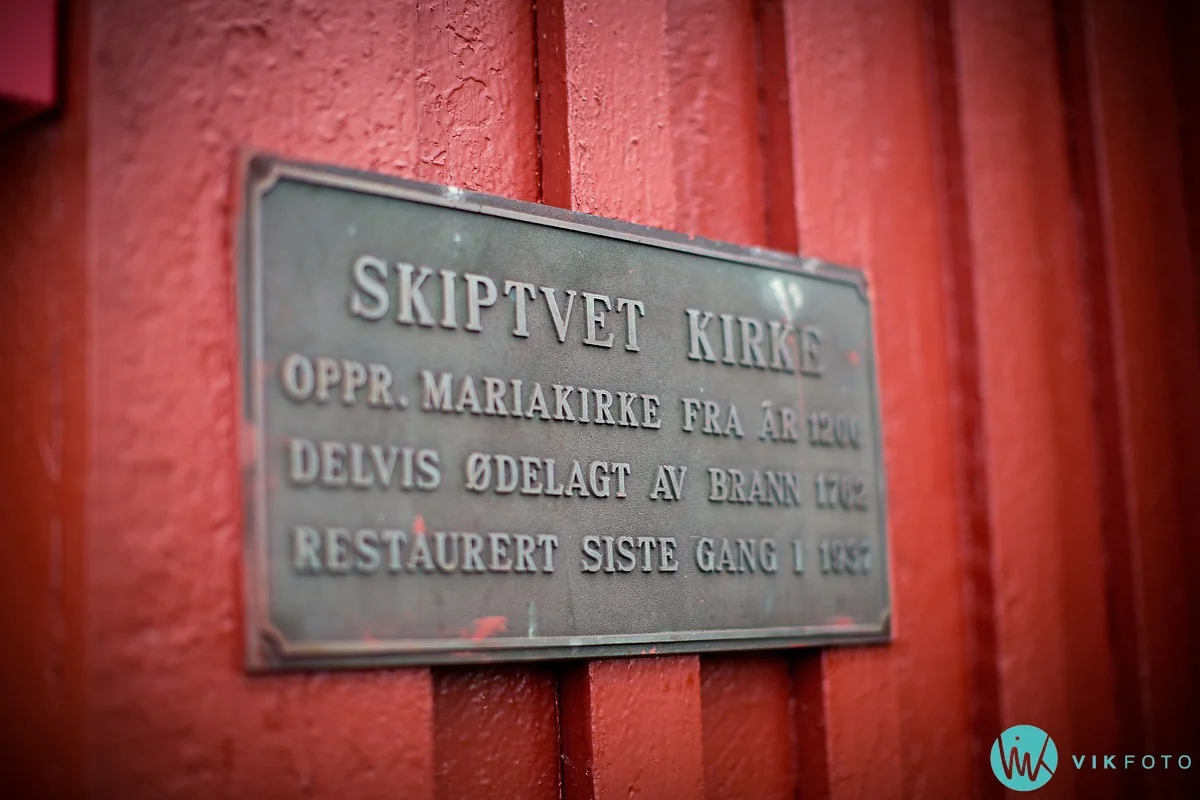 SKIPTVET KIRKE
OPPR. MARIAKIRKE FRA ÅR 1200
DELVIS ØDELAGT AV BRANN 1762
RESTAURERT SISTE GANG I 1937
VIKFOTO